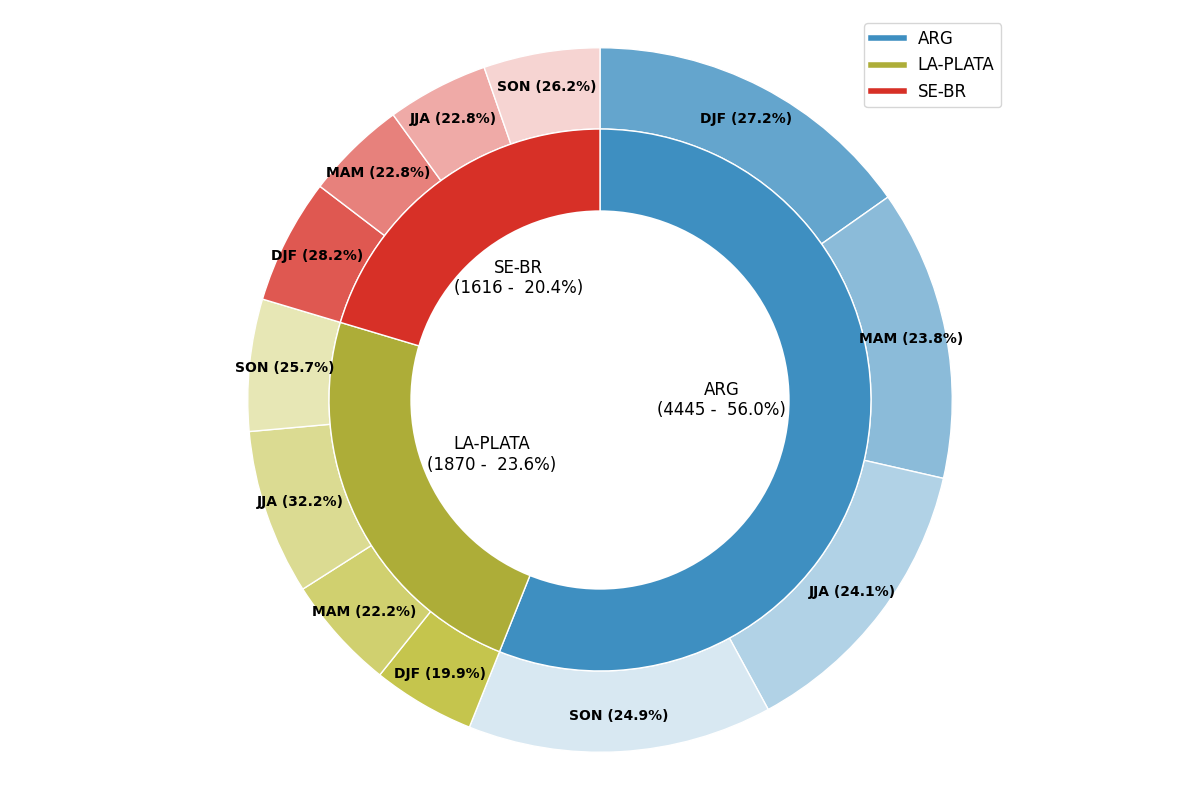 ARG
LA-PLATA
SE-BR
SON (26.2%)
DJF (27.2%)
JJA (22.8%)
MAM (22.8%)
DJF (28.2%)
SE-BR
(1616 -  20.4%)
MAM (23.8%)
SON (25.7%)
ARG
(4445 -  56.0%)
LA-PLATA
(1870 -  23.6%)
JJA (32.2%)
JJA (24.1%)
MAM (22.2%)
DJF (19.9%)
SON (24.9%)